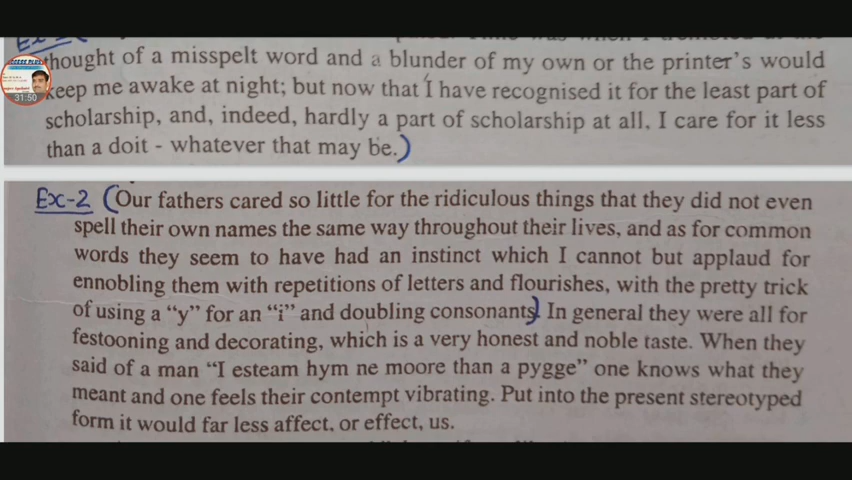 Ex-2
thought of a misspelt word and a blunder of my own or the printer's would
keep me awake at night; but now that I have recognised it for the least part of
scholarship, and, indeed, hardly a part of scholarship at all, I care for it less
than a doit - whatever that may be.)
Ex-2 (Our fathers cared so little for the ridiculous things that they did not even
spell their own names the same way throughout their lives, and as for common
words they seem to have had an instinct which I cannot but applaud for
ennobling them with repetitions of letters and flourishes, with the pretty trick
of using a "y" for an "i" and doubling consonants). In general they were all for
festooning and decorating, which is a very honest and noble taste. When they
said of a man "I esteam hym ne moore than a pygge" one knows what they
meant and one feels their contempt vibrating. Put into the present stereotyped
form it would far less affect, or effect, us.
ACCESS PLUS
31:50